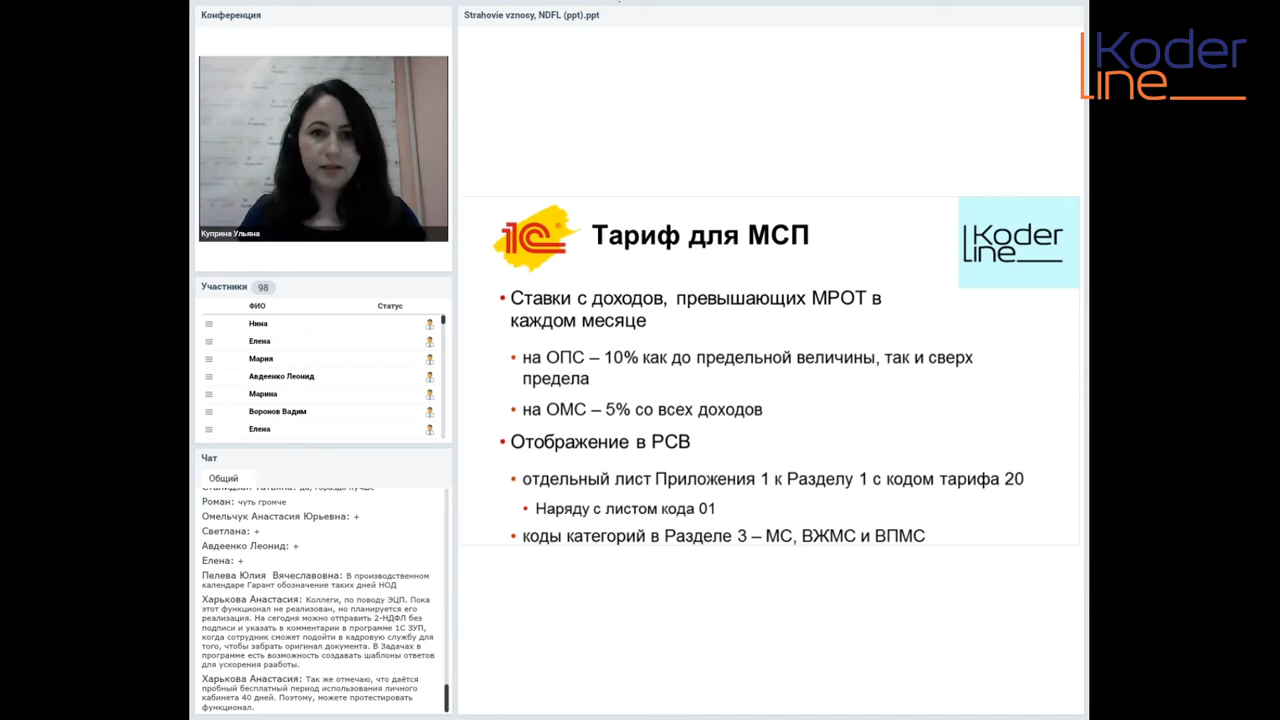 Конференция
Куприна Ульяна
Участники 98
ФИО Статус
Нина
Елена
Мария
Авдеенко Леонид
Марина
Воронов Вадим
Елена
Чат
Общий
Роман: чуть громче
Омельчук Анастасия Юрьевна: +
Светлана: +
Авдеенко Леонид: +
Елена: +
Пелева Юлия Вячеславовна: В производственном
календаре Гарант обозначение таких дней НОД
Харькова Анастасия: Коллеги, по поводу ЭЦП. Пока
этот функционал не реализован, но планируется его
реализация. На сегодня можно отправить 2-НДФЛ без
подписи и указать в комментарии в программе 1С ЗУП,
когда сотрудник сможет подойти в кадровую службу для
того, чтобы забрать оригинал документа. В Задачах в
программе есть возможность создавать шаблоны ответов
для ускорения рааботы.
Харькова Анастасия: Так же отмечаю, что даётся
пробный бесплатный период использования личного
кабинета 40 дней. Поэтому, можете протестировать
функционал.
Strahovie vznosy, NDFL (ppt).ppt
1С
Тариф для МСП
Koder
Line
• Ставки с доходов, превышающих МРОТ в
каждом месяце
• на ОПС – 10% как до предельной величины, так и сверх
предела
• на ОМС – 5% со всех доходов
• Отображение в РСВ
• отдельный лист Приложения 1 к Разделу 1 с кодом тарифа 20
• Наряду с листом кода 01
• коды категорий в Разделе 3 – МС, ВЖМС и ВПМС
Koder
Line